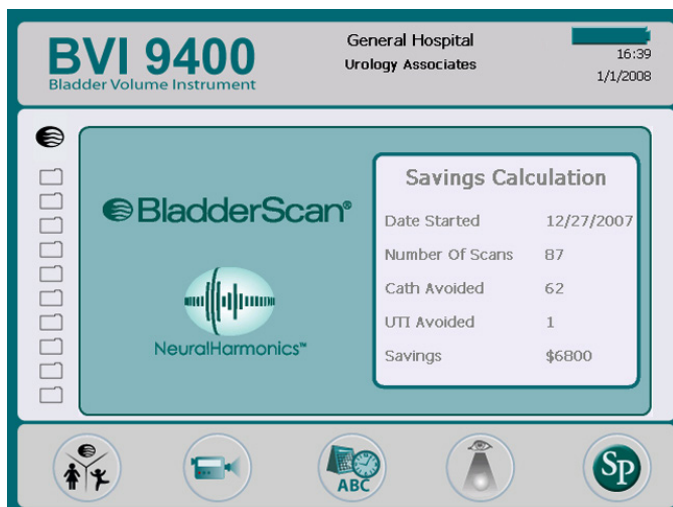 BVI 9400
Bladder Volume Instrument
General Hospital
Urology Associates
16:39
1/1/2008
BladderScan®
NeuralHarmonics™
Savings Calculation
Date Started 12/27/2007
Number Of Scans 87
Cath Avoided 62
UTI Avoided 1
Savings $6800
ABC
SP